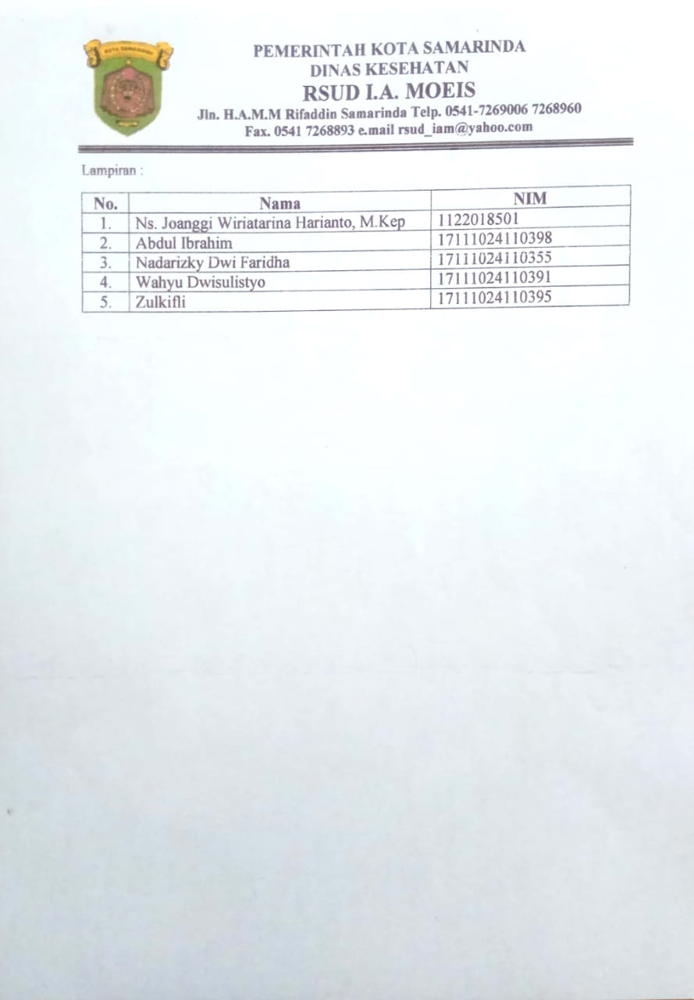 KOTA SAMARINDA
PEMERINTAH KOTA SAMARINDA
DINAS KESEHATAN
RSUD I.A. MOEIS
Jln. H.A.M.M Rifaddin Samarinda Telp. 0541-7269006 7268960
Fax. 0541 7268893 e.mail rsud_iam@yahoo.com
Lampiran :
No. Nama NIM
1. Ns. Joanggi Wiriatarina Harianto, M.Kep 1122018501
2. Abdul Ibrahim 17111024110398
3. Nadarizky Dwi Faridha 17111024110355
4. Wahyu Dwisulistyo 17111024110391
5. Zulkifli 17111024110395